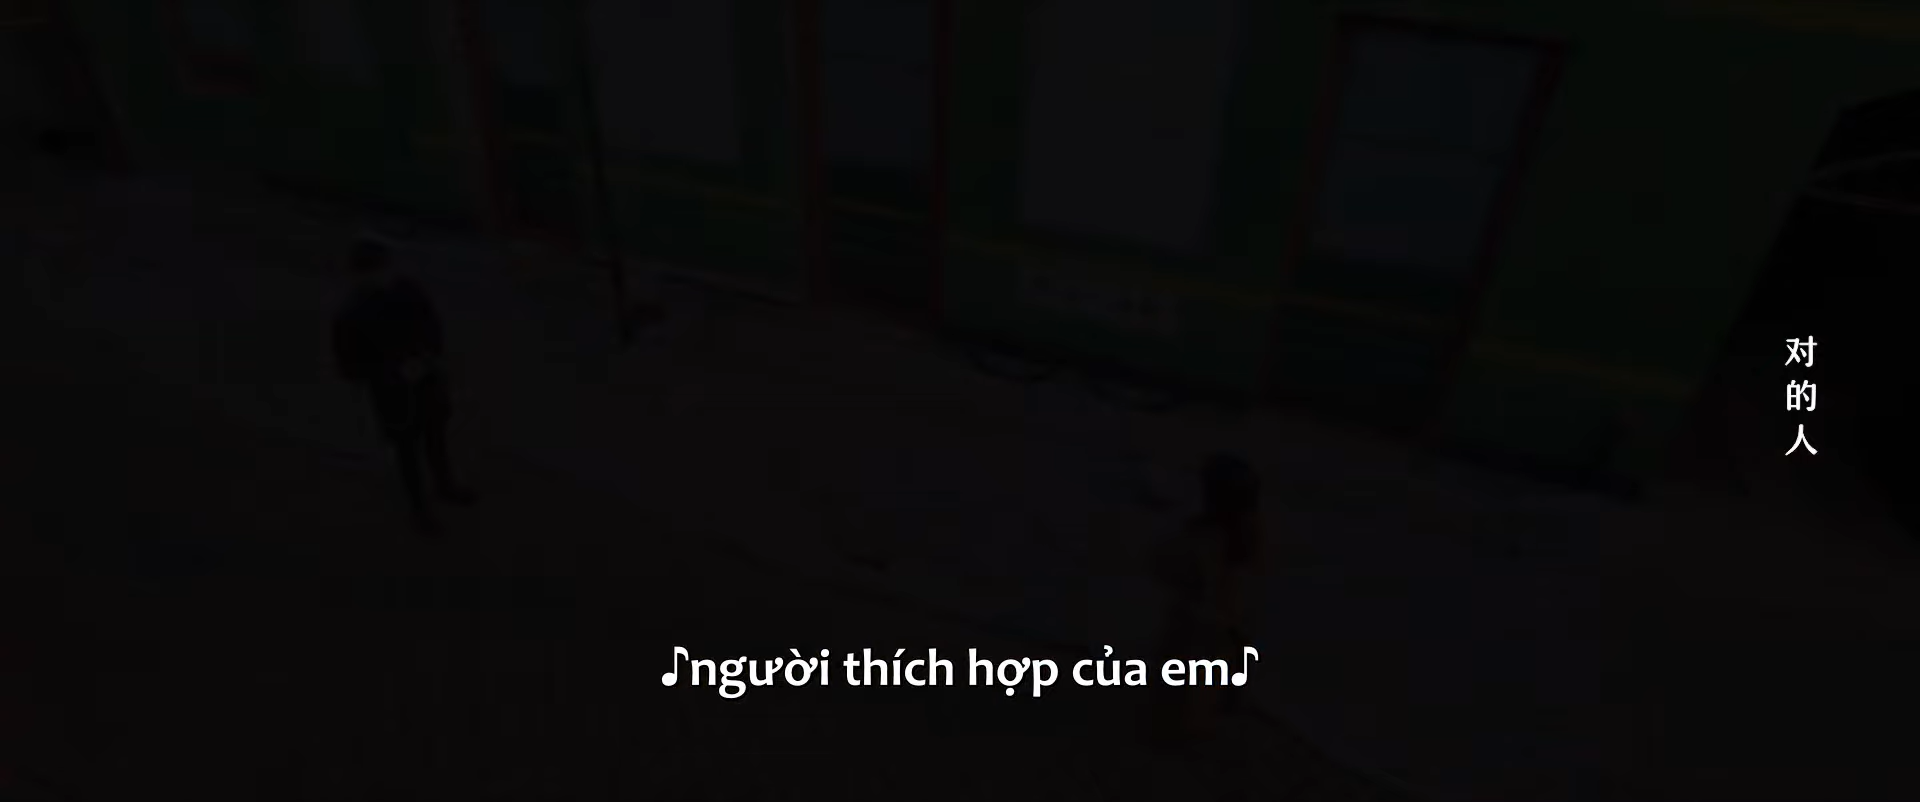 对的人
♪người thích hợp của em♪